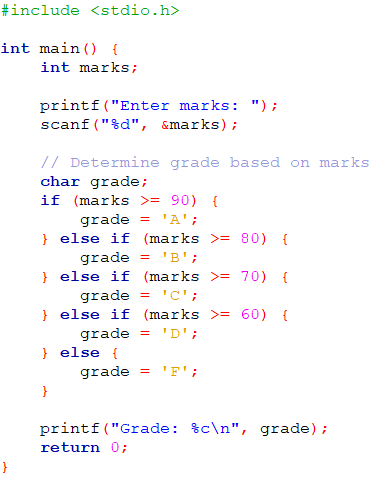 #include <stdio.h>

int main() {
    int marks;

    printf("Enter marks: ");
    scanf("%d", &marks);

    // Determine grade based on marks
    char grade;
    if (marks >= 90) {
        grade = 'A';
    } else if (marks >= 80) {
        grade = 'B';
    } else if (marks >= 70) {
        grade = 'C';
    } else if (marks >= 60) {
        grade = 'D';
    } else {
        grade = 'F';
    }

    printf("Grade: %c\n", grade);
    return 0;
}